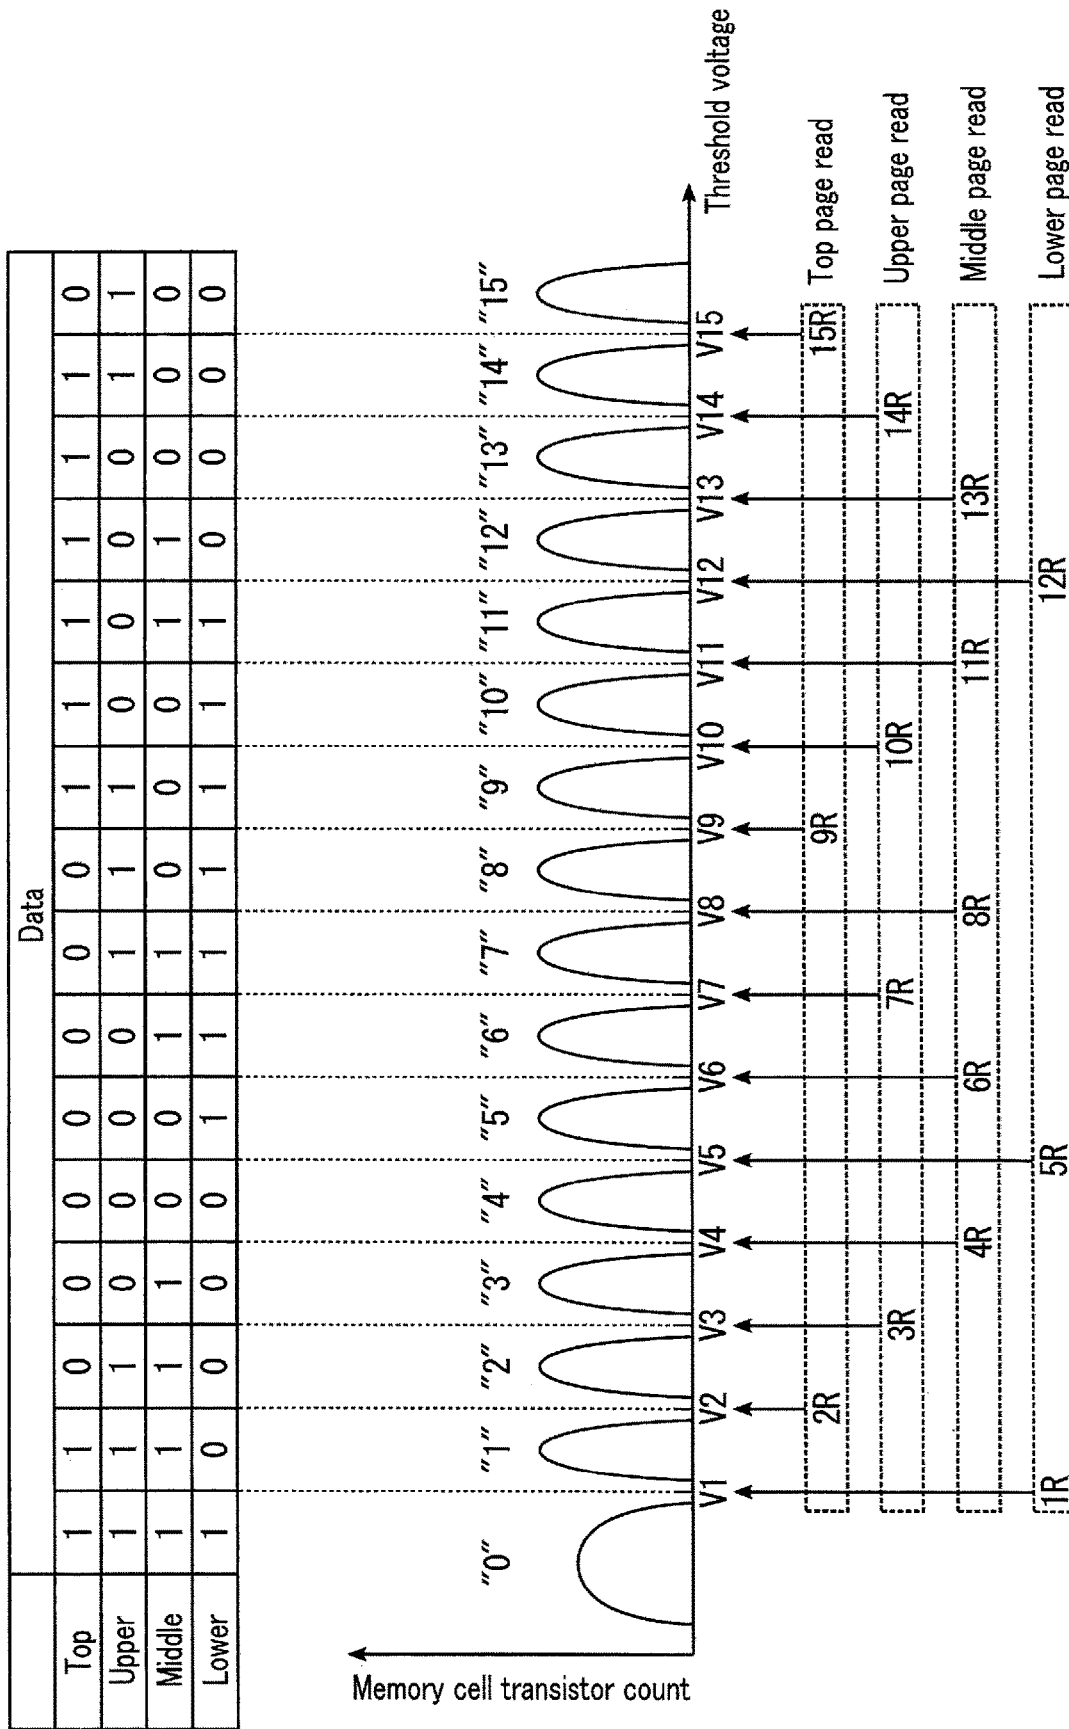 Data
Top 1 1 0 0 0 0 0 0 0 1 1 1 1 1 1 0
Upper 1 1 1 0 0 0 0 1 1 1 0 0 0 0 1 1
Middle 1 1 1 1 0 0 1 1 0 0 0 1 1 0 0 0
Lower 1 0 0 0 0 1 1 1 1 1 1 1 0 0 0 0
"0" "1" "2" "3" "4" "5" "6" "7" "8" "9" "10" "11" "12" "13" "14" "15"
Memory cell transistor count
V1 V2 V3 V4 V5 V6 V7 V8 V9 V10 V11 V12 V13 V14 V15
Threshold voltage
2R 9R 15R Top page read
3R 7R 10R 14R Upper page read
4R 6R 8R 11R 13R Middle page read
1R 5R 12R Lower page read